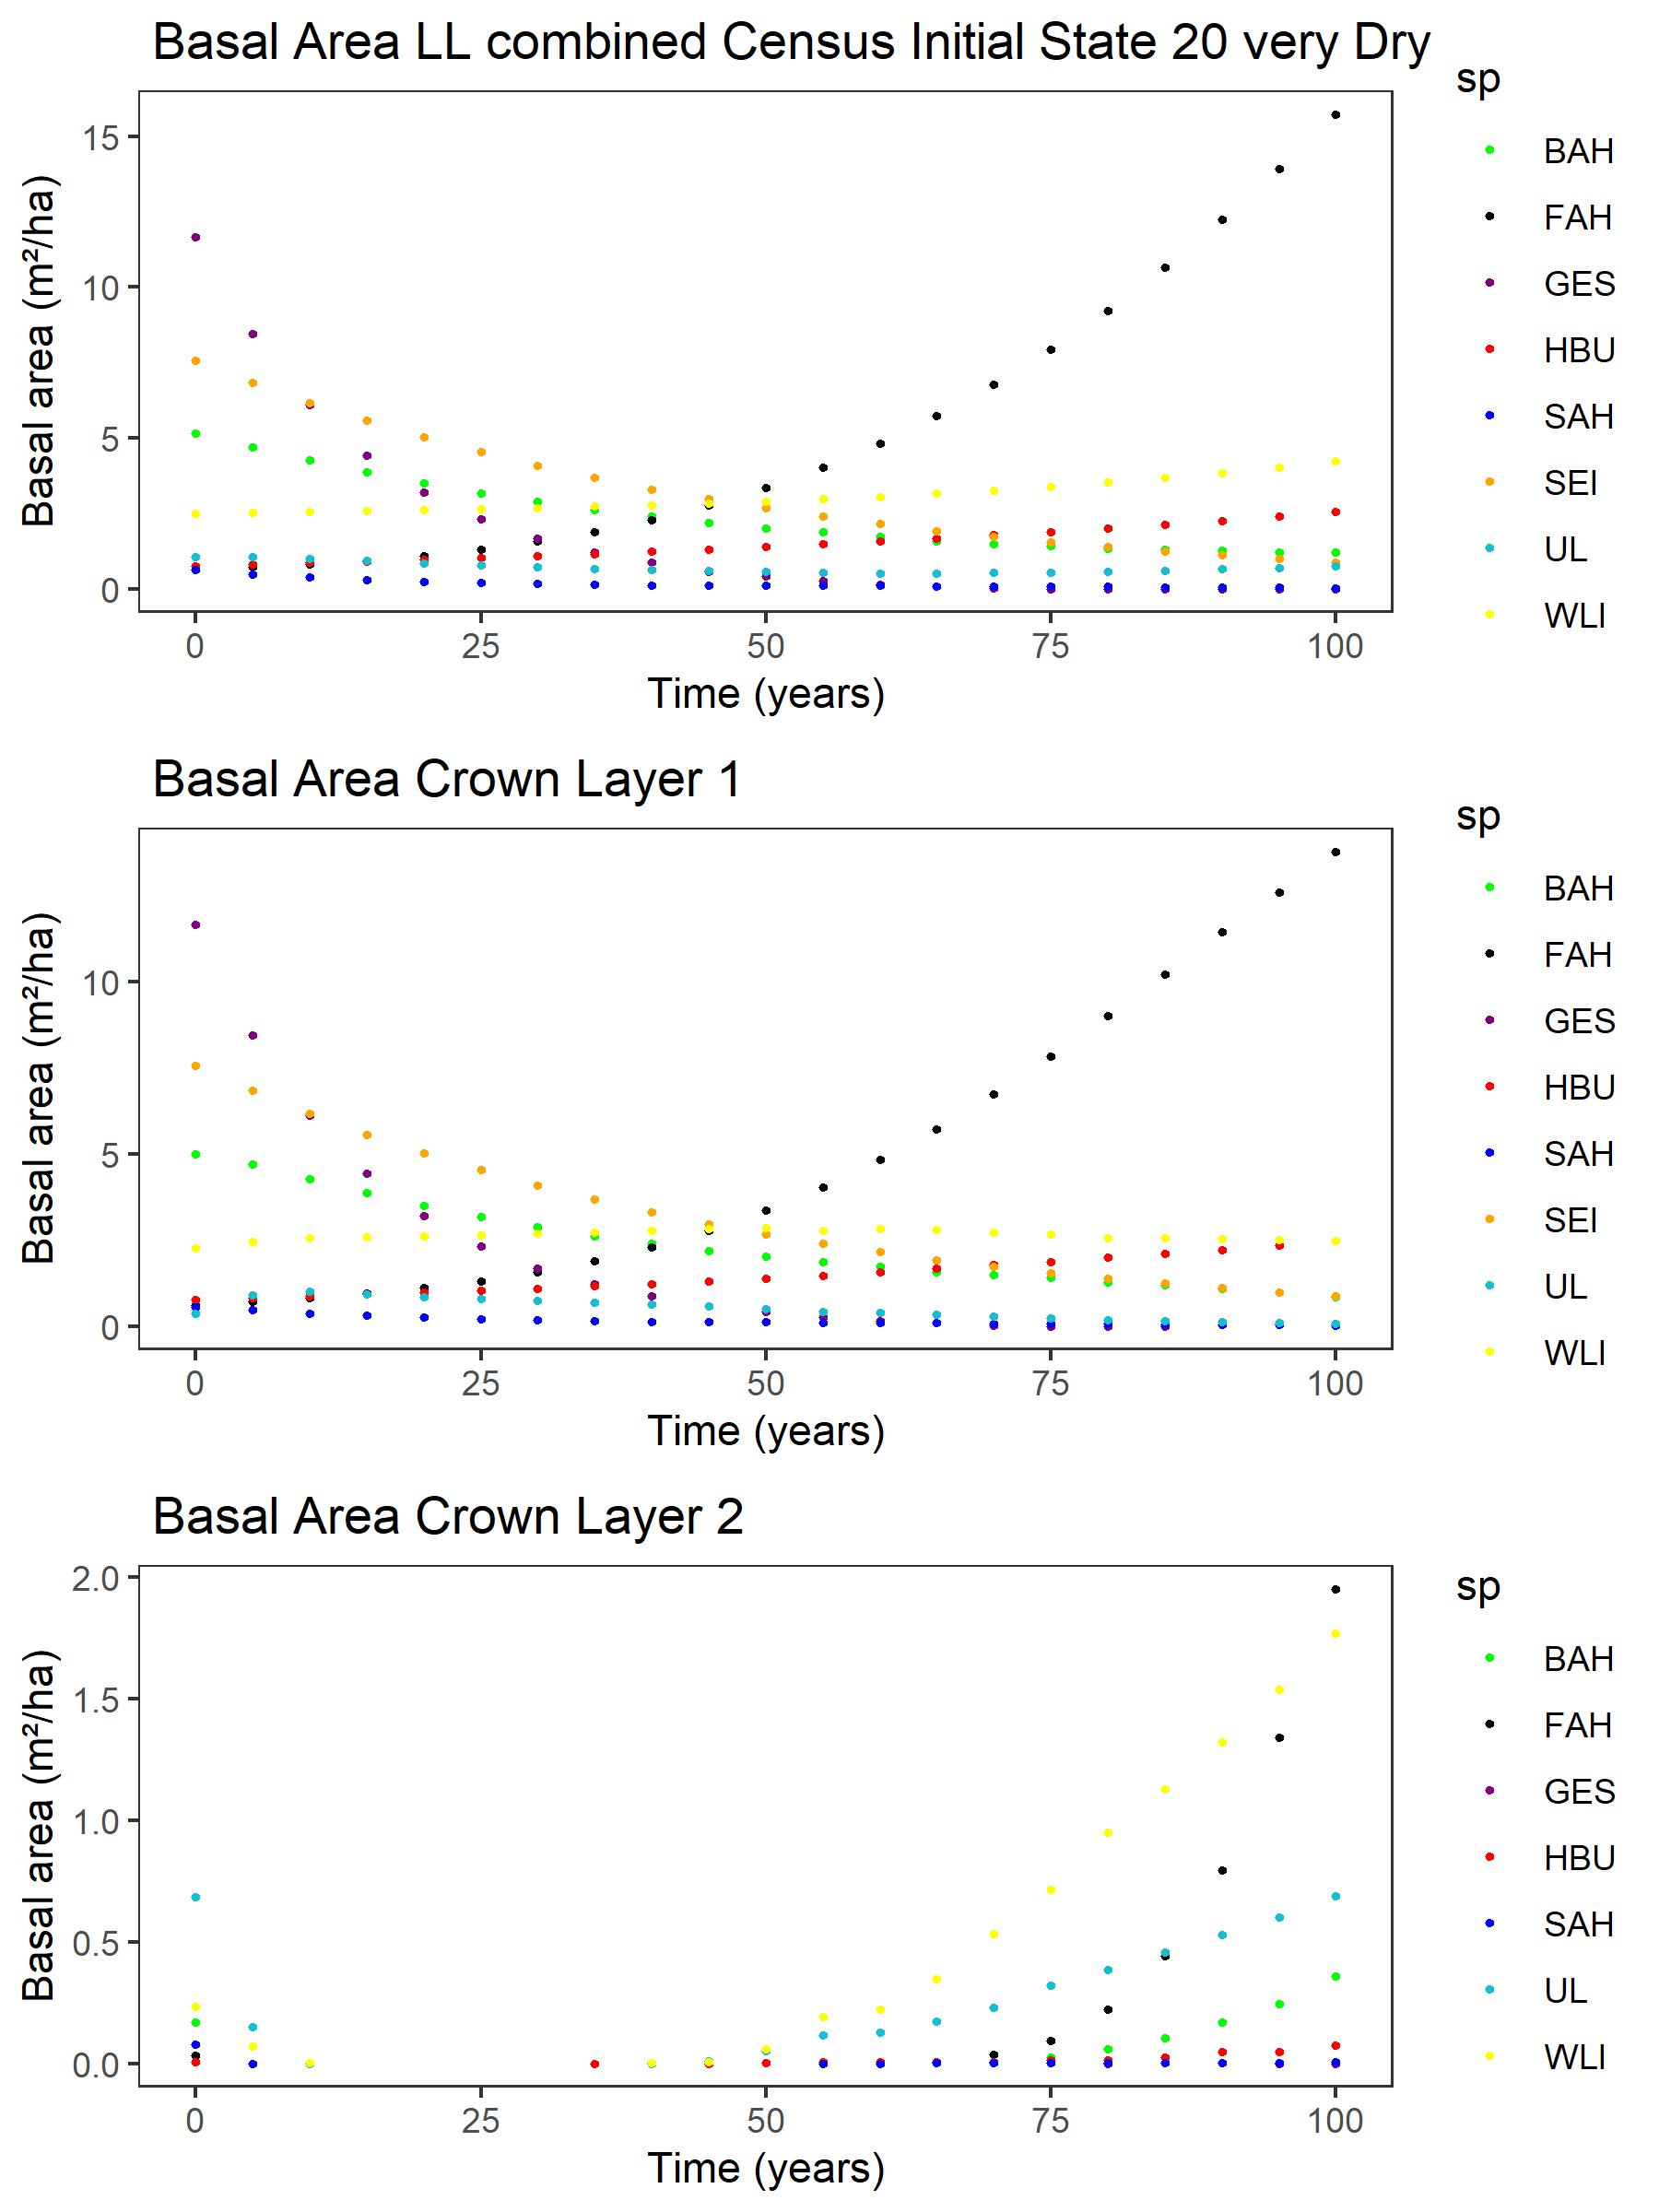 Basal Area LL combined Census Initial State 20 very Dry
sp
15
10
5
0
Basal area (m²/ha)
0 25 50 75 100
Time (years)
BAH
FAH
GES
HBU
SAH
SEI
UL
WLI
Basal Area Crown Layer 1
sp
10
5
0
Basal area (m²/ha)
0 25 50 75 100
Time (years)
BAH
FAH
GES
HBU
SAH
SEI
UL
WLI
Basal Area Crown Layer 2
sp
2.0
1.5
1.0
0.5
0.0
Basal area (m²/ha)
0 25 50 75 100
Time (years)
BAH
FAH
GES
HBU
SAH
UL
WLI